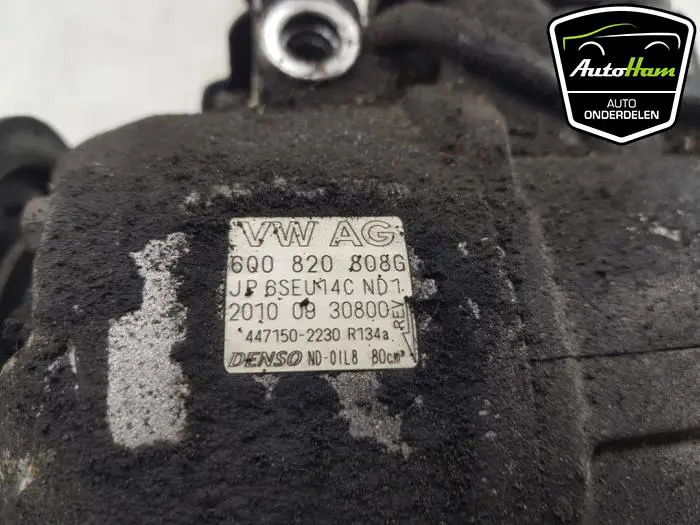 AutoHam
AUTO
ONDERDELEN
VW AG
6Q0 820 808G
JP 6SEU14C ND1
2010 09 30800
REV
447150-2230 R134a
DENSO ND-OIL8 80cm³